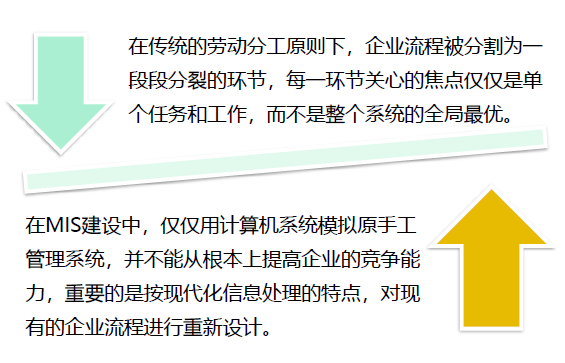 在传统的劳动分工原则下，企业流程被分割为一
段段分裂的环节，每一环节关心的焦点仅仅是单
个任务和工作，而不是整个系统的全局最优。
在MIS建设中，仅仅用计算机系统模拟原手工
管理系统，并不能从根本上提高企业的竞争能
力，重要的是按现代化信息处理的特点，对现
有的企业流程进行重新设计。